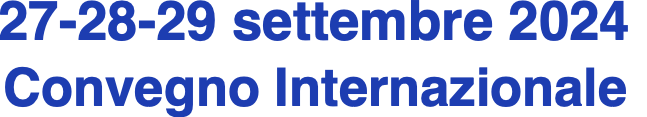 27-28-29 settembre 2024
Convegno Internazionale